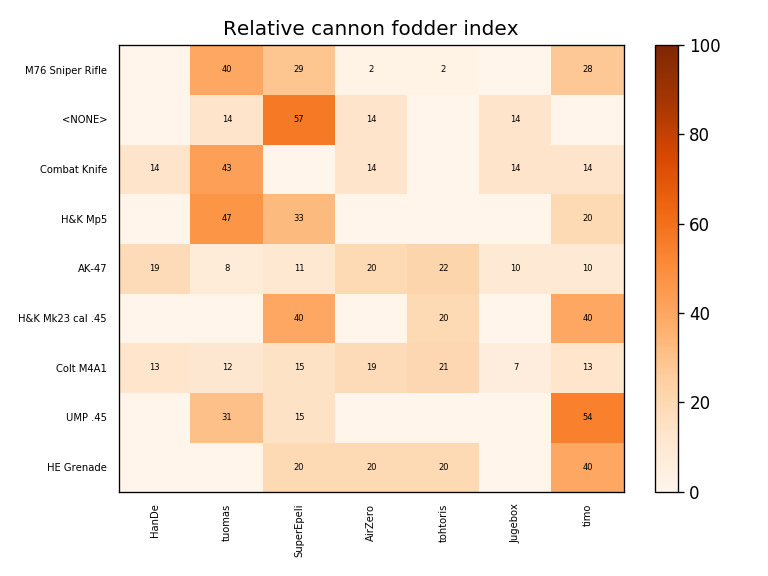 Relative cannon fodder index
M76 Sniper Rifle 40 29 2 2 28
<NONE> 14 57 14 14
Combat Knife 14 43 14 14 14
H&K Mp5 47 33 20
AK-47 19 8 11 20 22 10 10
H&K Mk23 cal .45 40 20 40
Colt M4A1 13 12 15 19 21 7 13
UMP .45 31 15 54
HE Grenade 20 20 20 40
HanDe tuomas SuperEpeli AirZero tohtoris Jugebox timo
100
80
60
40
20
0